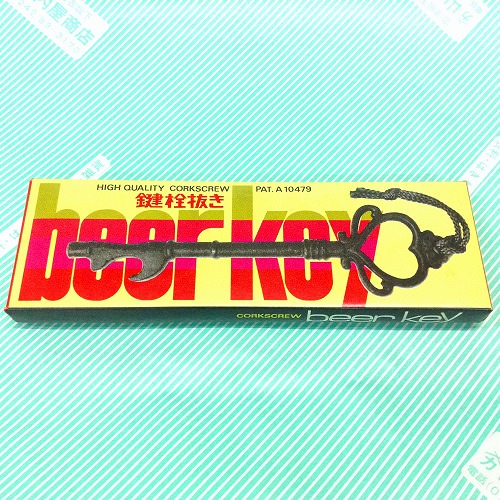 HIGH QUALITY CORKSCREW PAT. A 10479
鍵栓抜き
beer key
CORKSCREW beer key